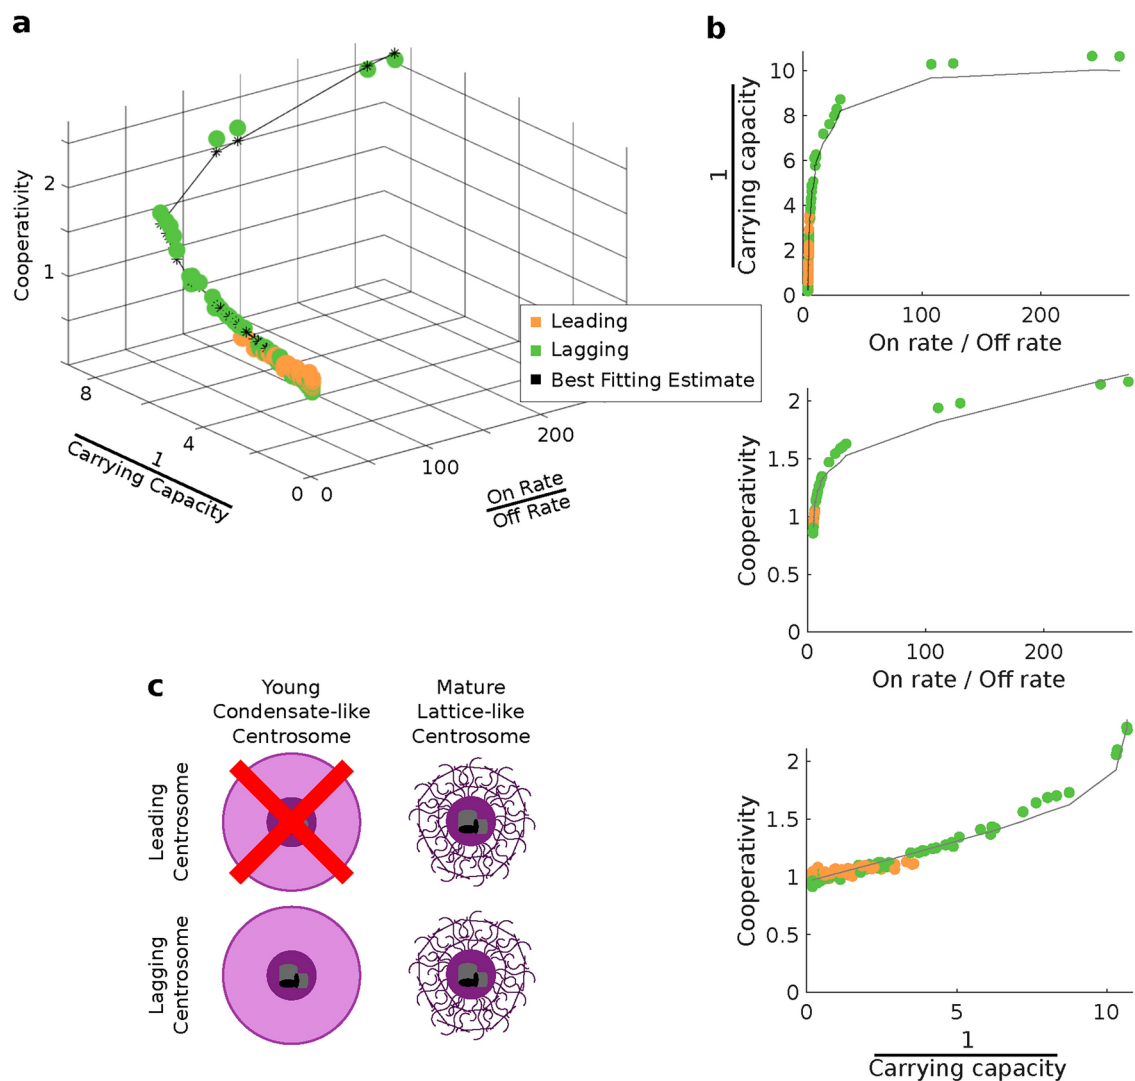 a
Cooperativity
2
1
8
4
0
1
Carrying Capacity
0
100
200
On Rate
Off Rate
Leading
Lagging
Best Fitting Estimate
b
1
Carrying capacity
10
8
6
4
2
0
0 100 200
On rate / Off rate
Cooperativity
2
1.5
1
0.5
0
0 100 200
On rate / Off rate
Cooperativity
2
1.5
1
0.5
0
0 5 10
1
Carrying capacity
c
Young
Condensate-like
Centrosome
Mature
Lattice-like
Centrosome
Leading
Centrosome
Lagging
Centrosome